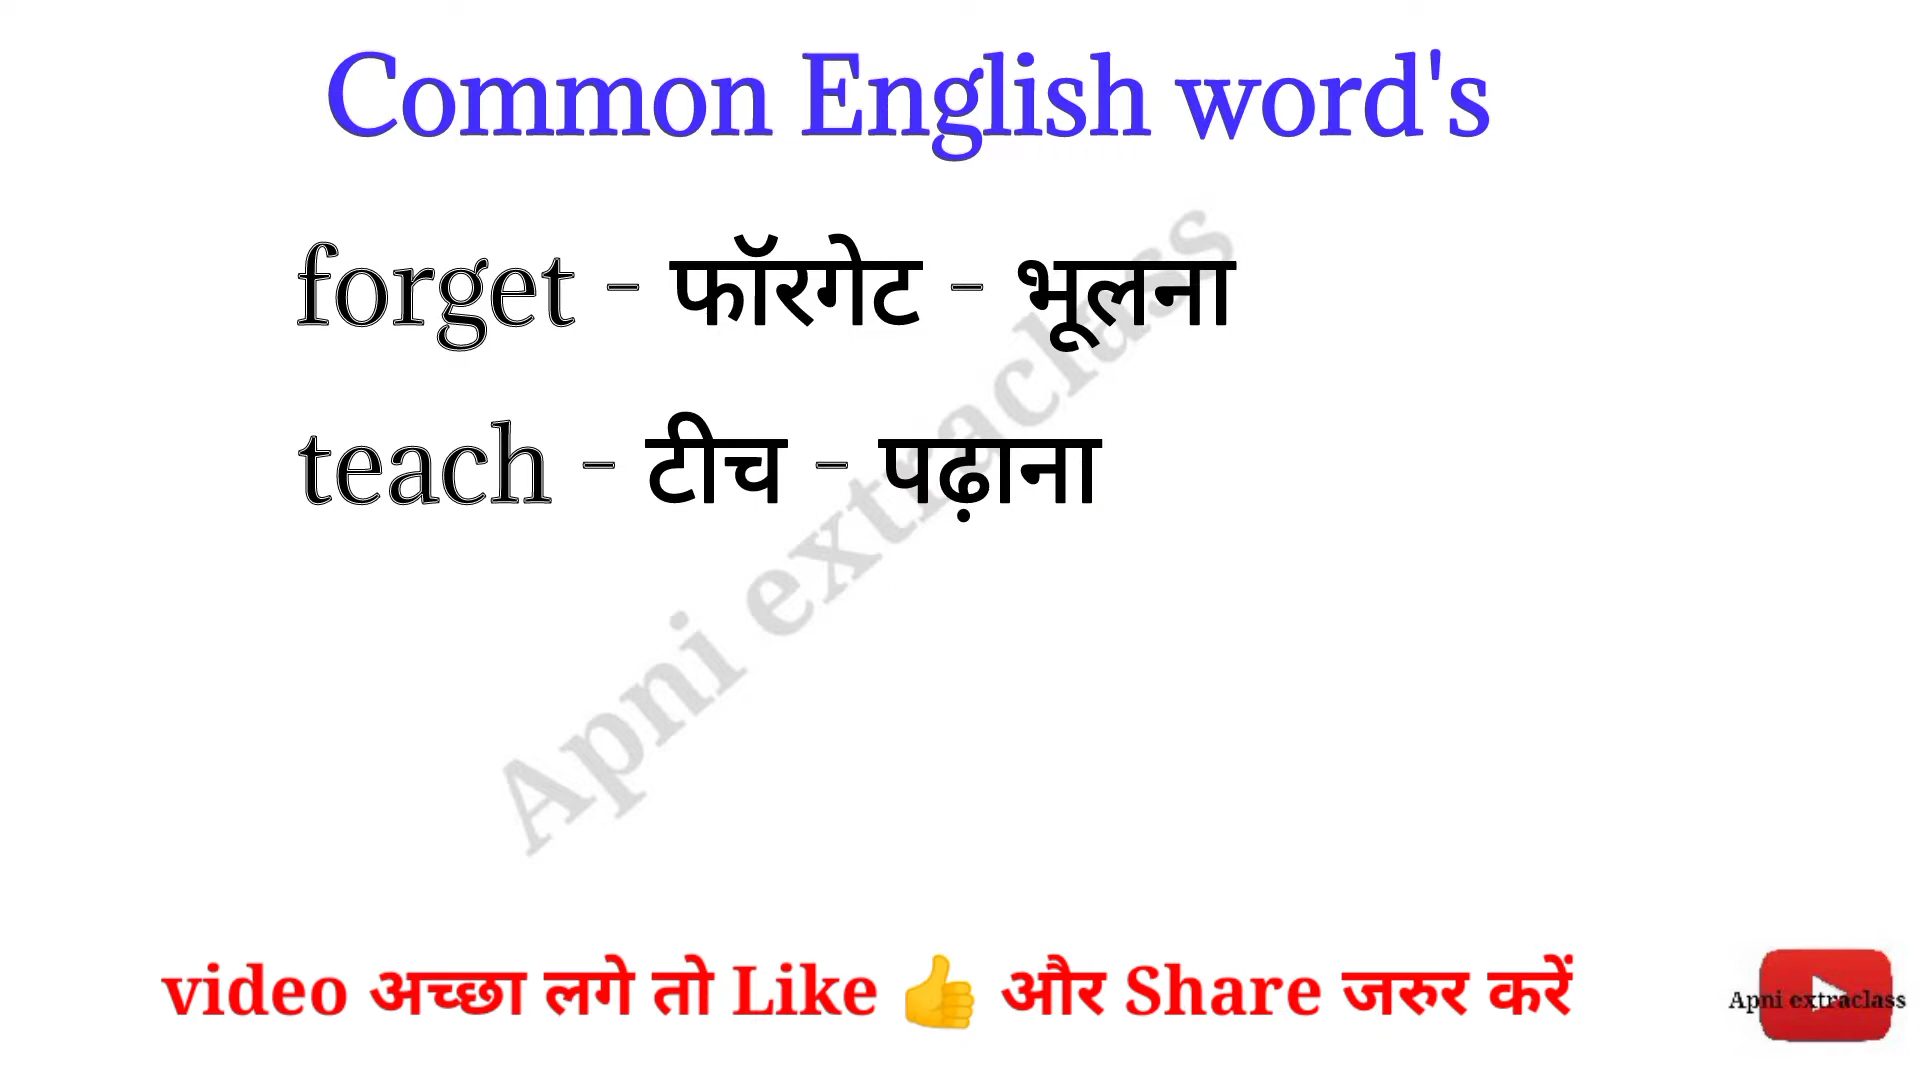 Common English word's
forget - फॉरगेट - भूलना
teach - टीच - पढ़ाना
Apni extraclass
video अच्छा लगे तो Like 👍 और Share जरुर करें
Apni extraclass